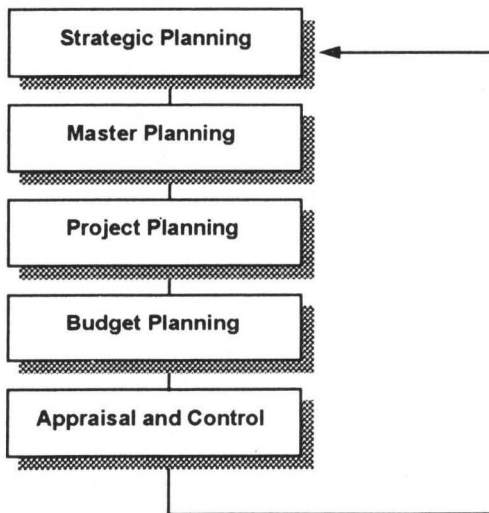 Strategic Planning
Master Planning
Project Planning
Budget Planning
Appraisal and Control